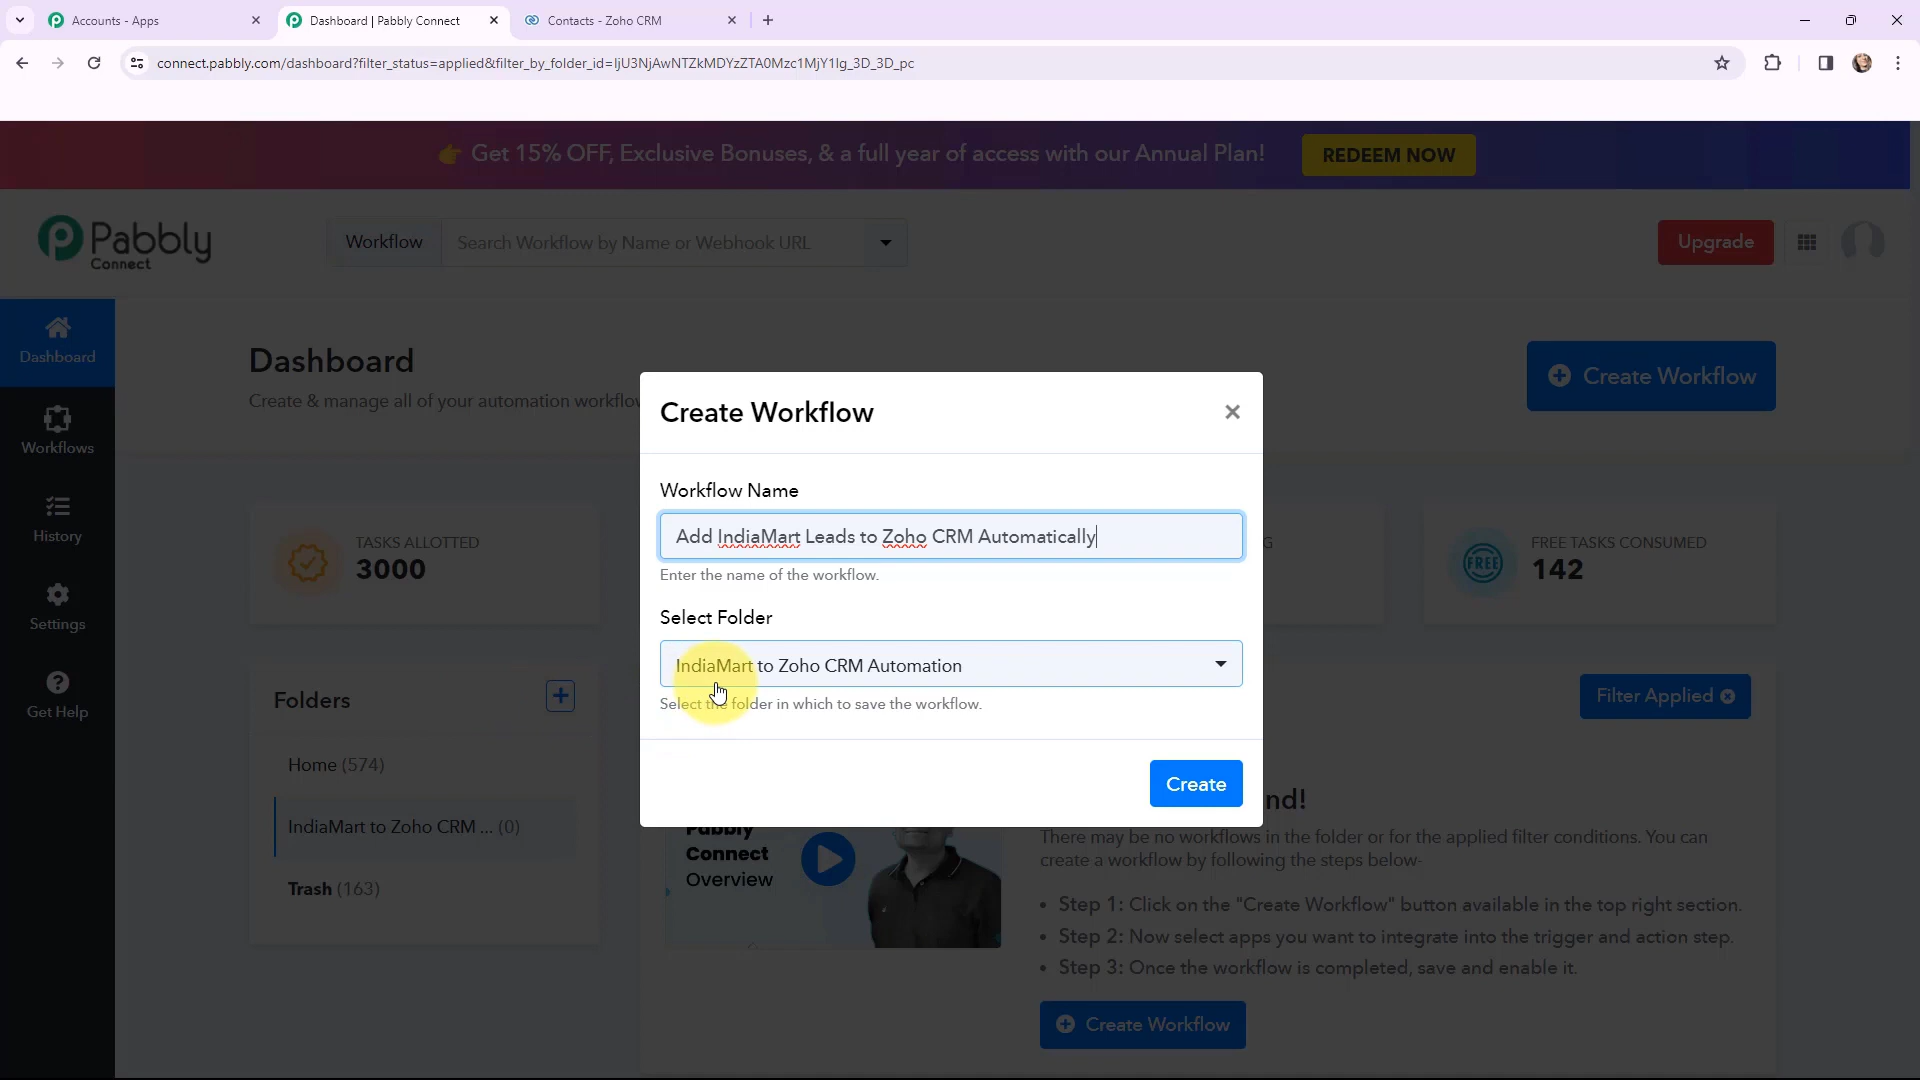 Accounts - Apps
Dashboard | Pabbly Connect
Contacts - Zoho CRM
connect.pabbly.com/dashboard?filter_status=applied&filter_by_folder_id=IjU3NjAwNTZkMDYzZTA0Mzc1MjY1Ig_3D_3D_pc
👉 Get 15% OFF, Exclusive Bonuses, & a full year of access with our Annual Plan!
REDEEM NOW
Pabbly
Connect
Workflow
Search Workflow by Name or Webhook URL
Upgrade
Dashboard
Workflows
History
Settings
Get Help
Dashboard
Create & manage all of your automation workflow
Create Workflow
TASKS ALLOTTED
3000
G
FREE
FREE TASKS CONSUMED
142
Folders
Home (574)
IndiaMart to Zoho CRM ... (0)
Trash (163)
Create Workflow
Workflow Name
Add IndiaMart Leads to Zoho CRM Automatically
Enter the name of the workflow.
Select Folder
IndiaMart to Zoho CRM Automation
Select the folder in which to save the workflow.
Create
Filter Applied
Pabbly
Connect
Overview
nd!
There may be no workflows in the folder or for the applied filter conditions. You can
create a workflow by following the steps below-
• Step 1: Click on the "Create Workflow" button available in the top right section.
• Step 2: Now select apps you want to integrate into the trigger and action step.
• Step 3: Once the workflow is completed, save and enable it.
Create Workflow